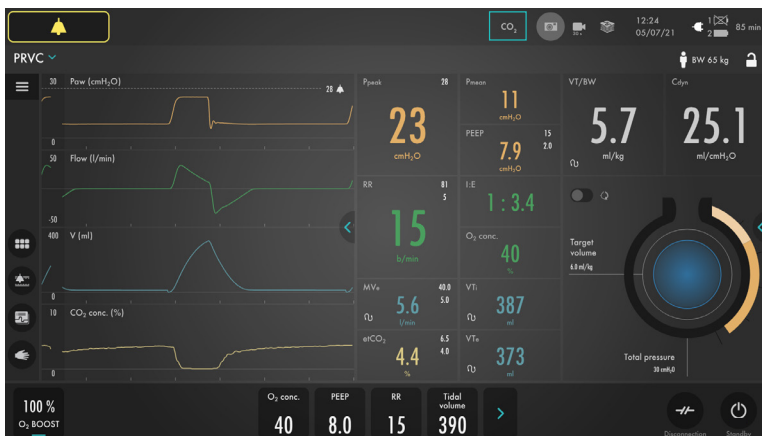 CO₂
12:24
05/07/21
1
2
85 min
PRVC
BW 65 kg
30 Paw (cmH₂O)
28
0
50 Flow (l/min)
-50
400 V (ml)
0
10 CO₂ conc. (%)
0
Ppeak 28
23
cmH₂O
Pmean
11
cmH₂O
PEEP 15
2.0
7.9
cmH₂O
RR 81
5
15
b/min
I:E
1 : 3.4
O₂ conc.
40
%
MVe 40.0
5.0
5.6
l/min
VTi
387
ml
etCO₂ 6.5
4.0
4.4
%
VTe
373
ml
VT/BW
5.7
ml/kg
Cdyn
25.1
ml/cmH₂O
Target
volume
6.0 ml/kg
Total pressure
30 cmH₂O
100 %
O₂ BOOST
O₂ conc.
40
PEEP
8.0
RR
15
Tidal
volume
390
Disconnection
Standby